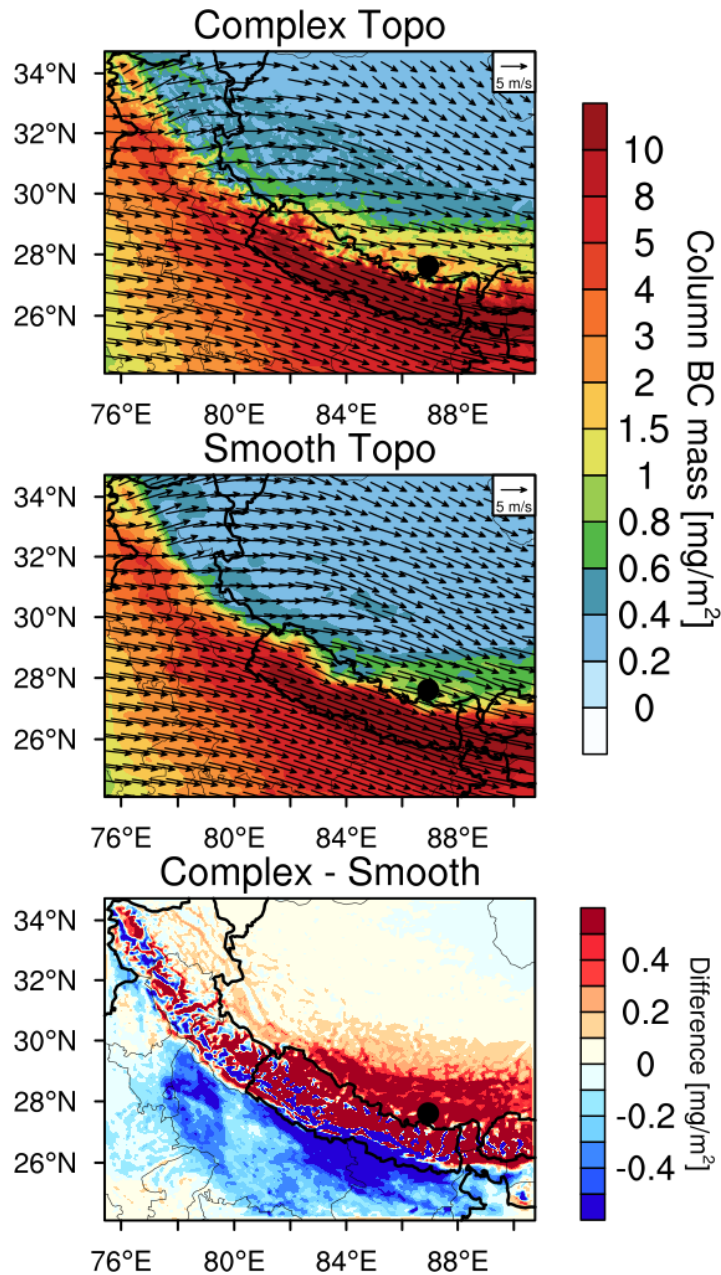 Complex Topo
34°N
32°N
30°N
28°N
26°N
5 m/s
76°E 80°E 84°E 88°E
Smooth Topo
34°N
32°N
30°N
28°N
26°N
5 m/s
76°E 80°E 84°E 88°E
10
8
5
4
3
2
1.5
1
0.8
0.6
0.4
0.2
0
Column BC mass [mg/m²]
Complex - Smooth
34°N
32°N
30°N
28°N
26°N
76°E 80°E 84°E 88°E
0.4
0.2
0
-0.2
-0.4
Difference [mg/m²]